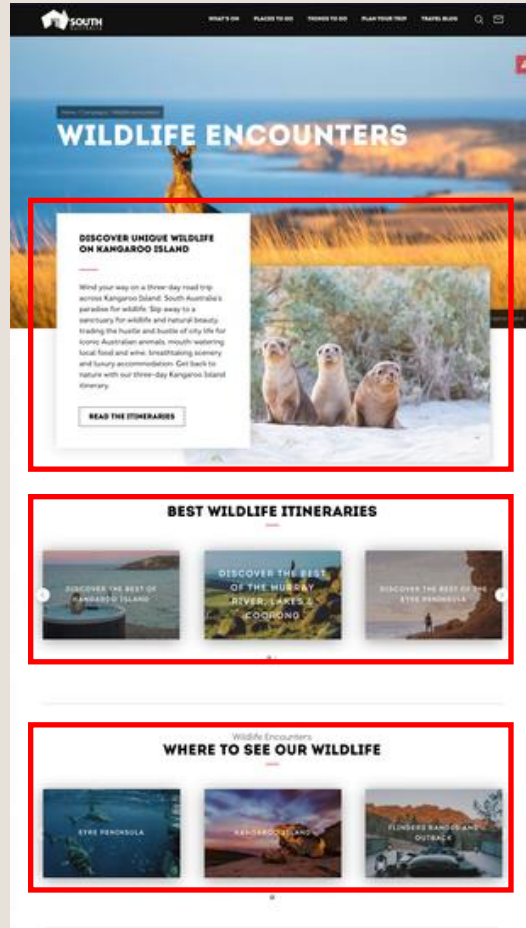 SOUTH
AUSTRALIA
WHAT'S ON PLACES TO GO THINGS TO DO PLAN YOUR TRIP TRAVEL BLOG
Home / Campaigns / Wildlife encounters
WILDLIFE ENCOUNTERS
DISCOVER UNIQUE WILDLIFE
ON KANGAROO ISLAND
Wind your way on a three-day road trip
across Kangaroo Island: South Australia's
paradise for wildlife. Slip away to a
sanctuary for wildlife and natural beauty
trading the hustle and bustle of city life for
iconic Australian animals, mouth-watering
local food and wine, breathtaking scenery
and luxury accommodation. Get back to
nature with our three-day Kangaroo Island
itinerary.
READ THE ITINERARIES
BEST WILDLIFE ITINERARIES
DISCOVER THE BEST OF
KANGAROO ISLAND
DISCOVER THE BEST
OF THE MURRAY
RIVER, LAKES &
COORONG
DISCOVER THE BEST OF THE
EYRE PENINSULA
Wildlife Encounters
WHERE TO SEE OUR WILDLIFE
EYRE PENINSULA
KANGAROO ISLAND
FLINDERS RANGES AND
OUTBACK